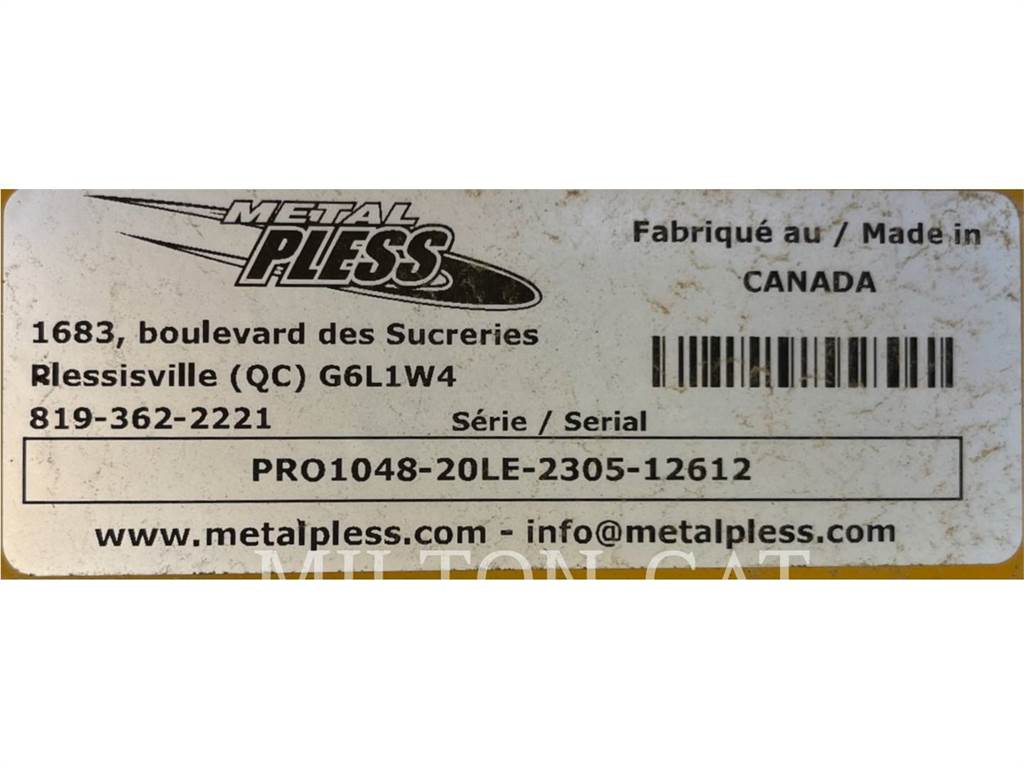 METAL
PLESS
Fabriqué au / Made in
CANADA
1683, boulevard des Sucreries
Plessisville (QC) G6L1W4
819-362-2221
Série / Serial
PRO1048-20LE-2305-12612
www.metalpless.com - info@metalpless.com
MILTON CAT